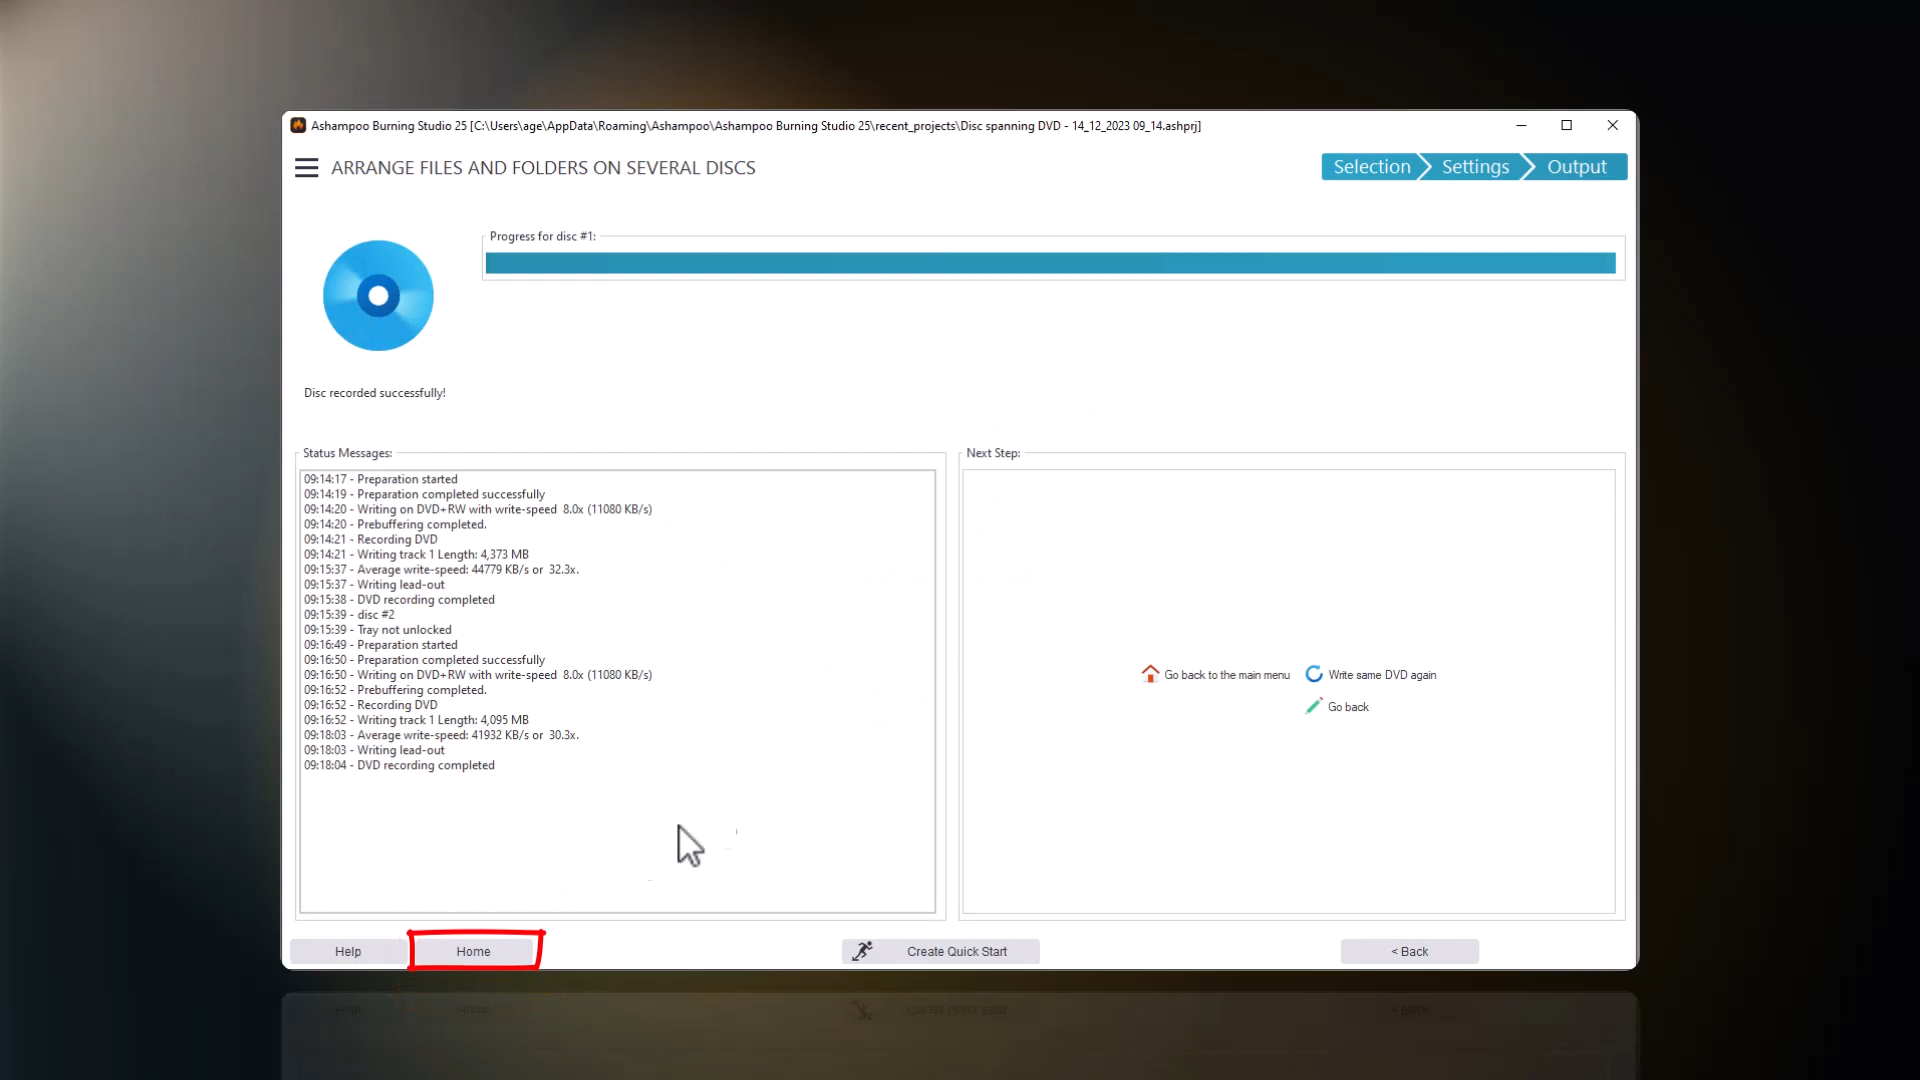 Ashampoo Burning Studio 25 [C:\Users\age\AppData\Roaming\Ashampoo\Ashampoo Burning Studio 25\recent_projects\Disc spanning DVD - 14_12_2023 09_14.ashprj]
ARRANGE FILES AND FOLDERS ON SEVERAL DISCS
Selection Settings Output
Progress for disc #1:
Disc recorded successfully!
Status Messages:
09:14:17 - Preparation started
09:14:19 - Preparation completed successfully
09:14:20 - Writing on DVD+RW with write-speed  8.0x (11080 KB/s)
09:14:20 - Prebuffering completed.
09:14:21 - Recording DVD
09:14:21 - Writing track 1 Length: 4,373 MB
09:15:37 - Average write-speed: 44779 KB/s or  32.3x.
09:15:37 - Writing lead-out
09:15:38 - DVD recording completed
09:15:39 - disc #2
09:15:39 - Tray not unlocked
09:16:49 - Preparation started
09:16:50 - Preparation completed successfully
09:16:50 - Writing on DVD+RW with write-speed  8.0x (11080 KB/s)
09:16:52 - Prebuffering completed.
09:16:52 - Recording DVD
09:16:52 - Writing track 1 Length: 4,095 MB
09:18:03 - Average write-speed: 41932 KB/s or  30.3x.
09:18:03 - Writing lead-out
09:18:04 - DVD recording completed
Next Step:
Go back to the main menu
Write same DVD again
Go back
Help
Home
Create Quick Start
< Back